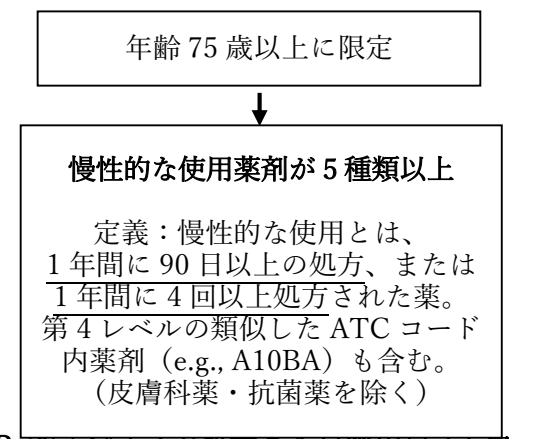 年齢 75 歳以上に限定
慢性的な使用薬剤が 5 種類以上
定義：慢性的な使用とは、
1 年間に 90 日以上の処方、または
1 年間に 4 回以上処方された薬。
第 4 レベルの類似した ATC コード
内薬剤（e.g., A10BA）も含む。
（皮膚科薬・抗菌薬を除く）